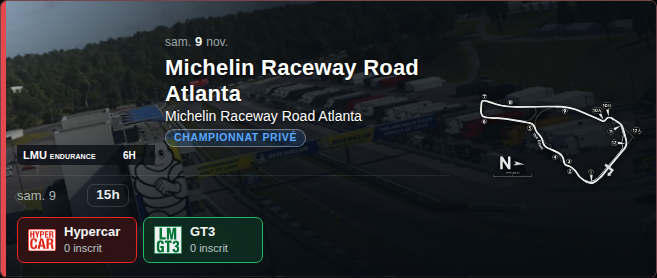 sam. 9 nov.
Michelin Raceway Road
Atlanta
Michelin Raceway Road Atlanta
CHAMPIONNAT PRIVÉ
LMU ENDURANCE 6H
sam. 9 15h
HYPER
CAR
Hypercar
0 inscrit
LM
GT3
GT3
0 inscrit
N